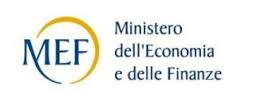 MEF
Ministero
dell'Economia
e delle Finanze